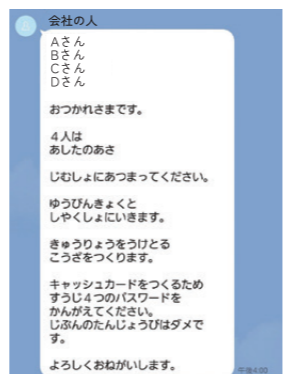 会社の人
Aさん
Bさん
Cさん
Dさん
おつかれさまです。
4人は
あしたのあさ
じむしょにあつまってください。
ゆうびんきょくと
しやくしょにいきます。
きゅうりょうをうけとる
こうざをつくります。
キャッシュカードをつくるため
すうじ4つのパスワードを
かんがえてください。
じぶんのたんじょうびはダメで
す。
よろしくおねがいします。
午後4:00